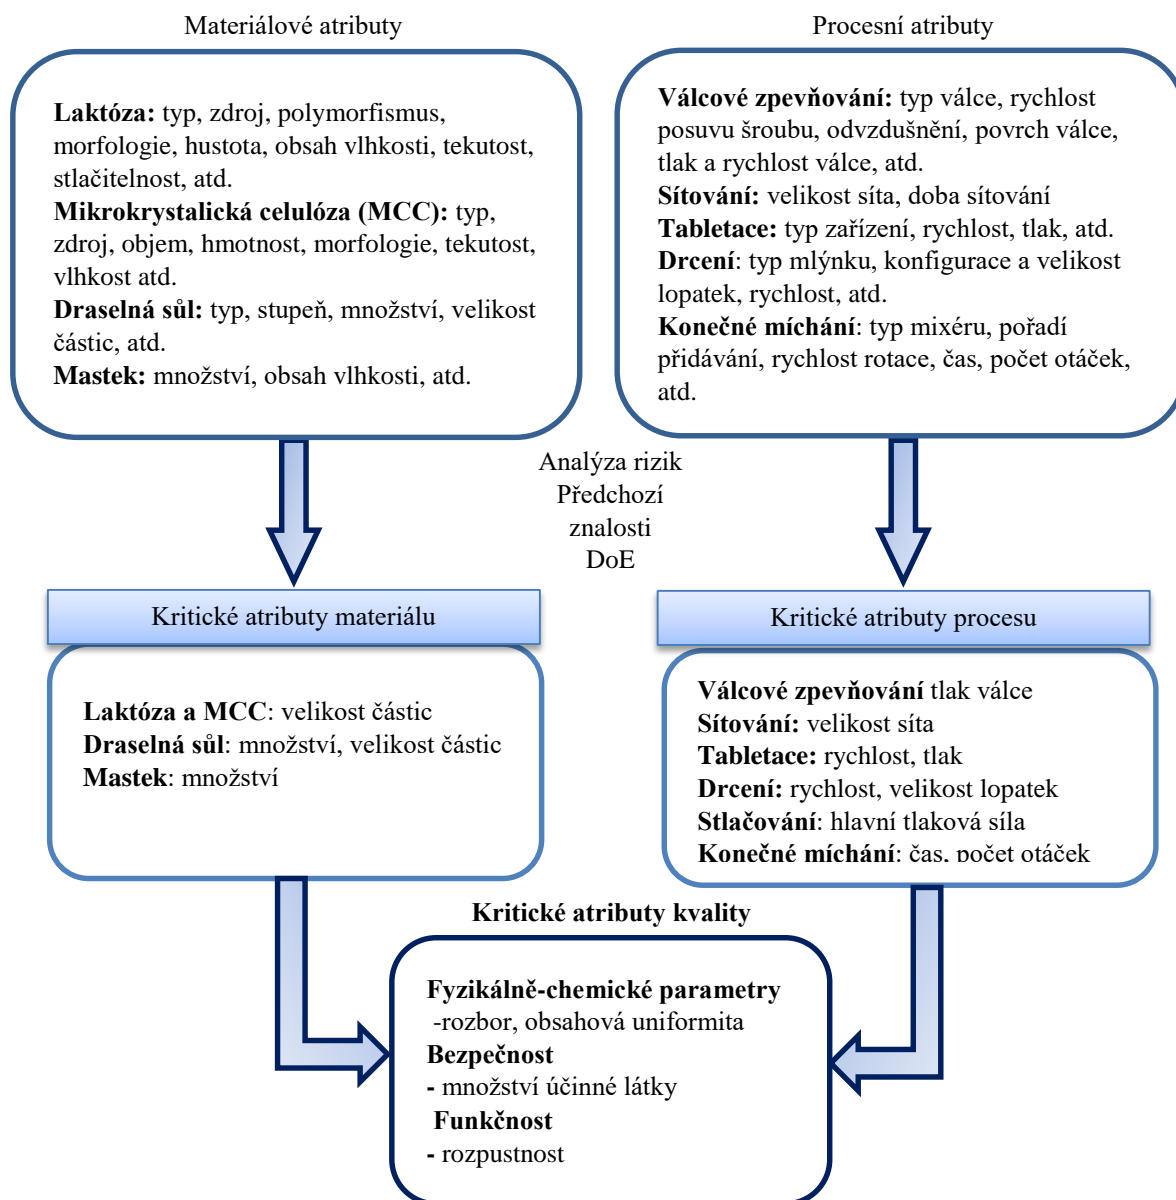 Materiálové atributy
Procesní atributy
Laktóza: typ, zdroj, polymorfismus,
morfologie, hustota, obsah vlhkosti, tekutost,
stlačitelnost, atd.
Mikrokrystalická celulóza (MCC): typ,
zdroj, objem, hmotnost, morfologie, tekutost,
vlhkost atd.
Draselná sůl: typ, stupeň, množství, velikost
částic, atd.
Mastek: množství, obsah vlhkosti, atd.
Válcové zpevňování: typ válce, rychlost
posuvu šroubu, odvzdušnění, povrch válce,
tlak a rychlost válce, atd.
Sítování: velikost síta, doba sítování
Tabletace: typ zařízení, rychlost, tlak, atd.
Drcení: typ mlýnku, konfigurace a velikost
lopatek, rychlost, atd.
Konečné míchání: typ mixéru, pořadí
přidávání, rychlost rotace, čas, počet otáček,
atd.
Analýza rizik
Předchozí
znalosti
DoE
Kritické atributy materiálu
Kritické atributy procesu
Laktóza a MCC: velikost částic
Draselná sůl: množství, velikost částic
Mastek: množství
Válcové zpevňování tlak válce
Sítování: velikost síta
Tabletace: rychlost, tlak
Drcení: rychlost, velikost lopatek
Stlačování: hlavní tlaková síla
Konečné míchání: čas, počet otáček
Kritické atributy kvality
Fyzikálně-chemické parametry
-rozbor, obsahová uniformita
Bezpečnost
- množství účinné látky
Funkčnost
- rozpustnost